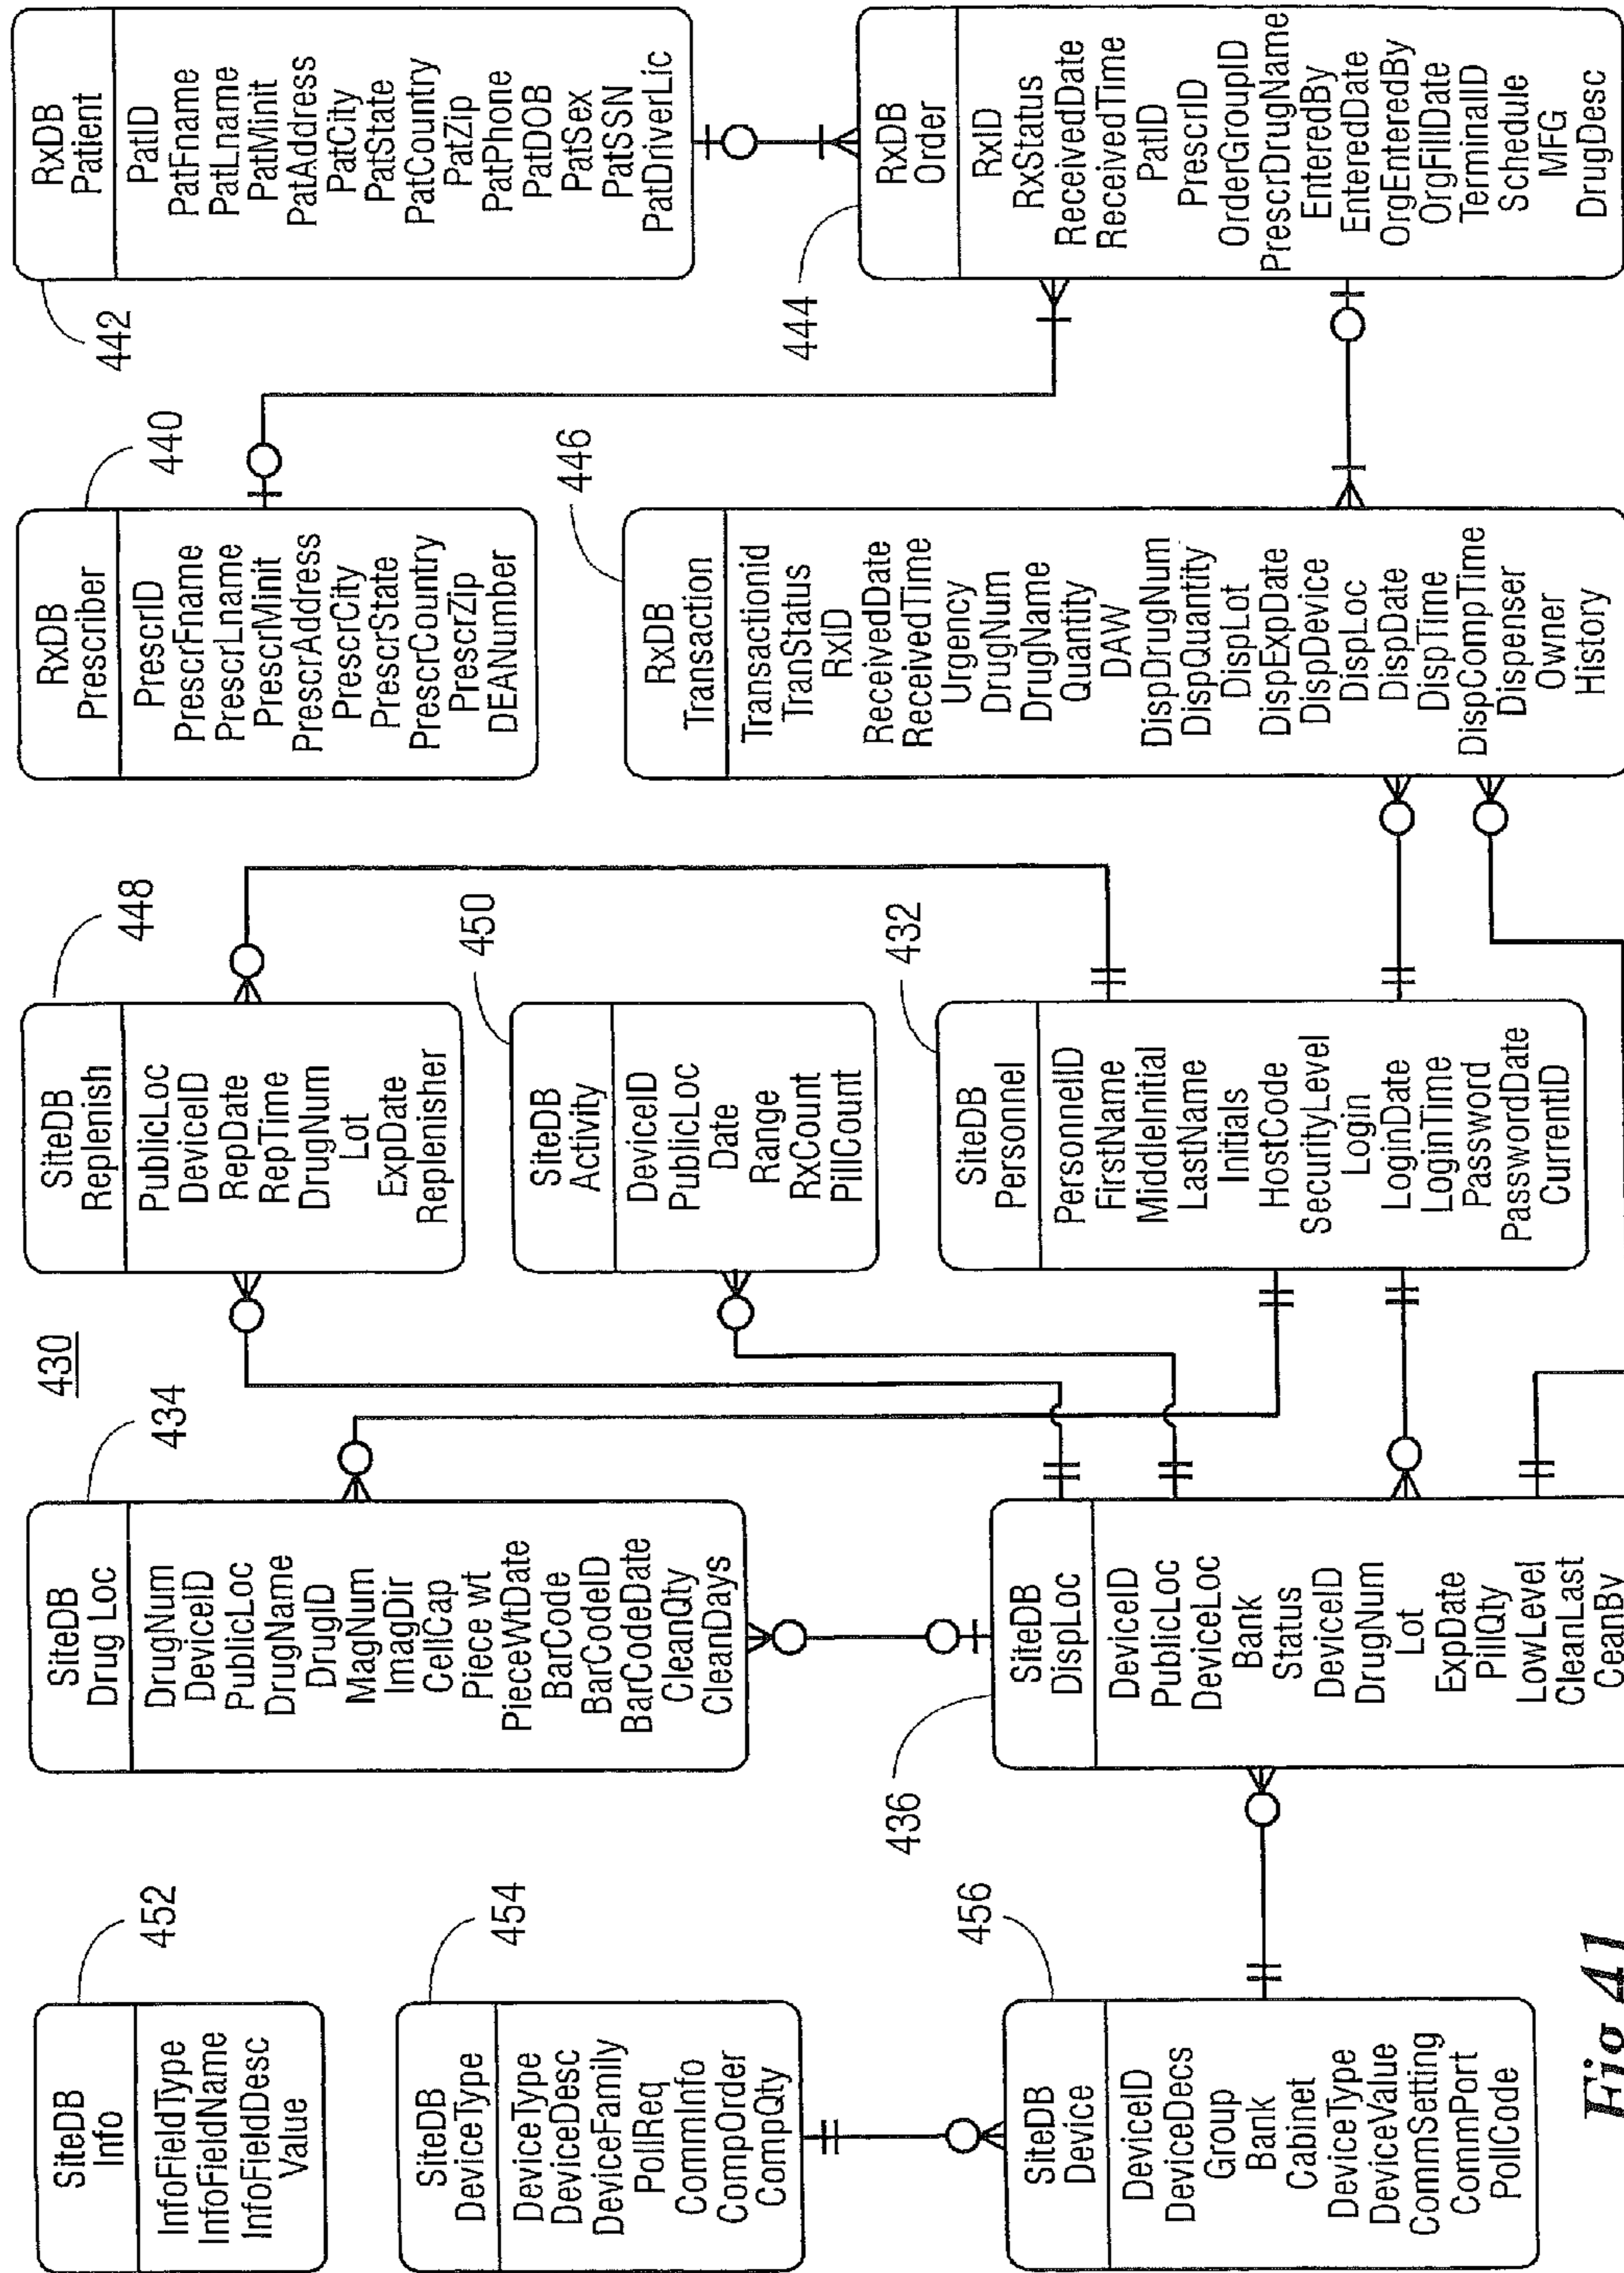 430
452
SiteDB
Info
InfoFieldType
InfoFieldName
InfoFieldDesc
Value
434
SiteDB
Drug Loc
DrugNum
DeviceID
PublicLoc
DrugName
DrugID
MagNum
ImagDir
CellCap
Piece wt
PieceWtDate
BarCode
BarCodeID
BarCodeDate
CleanQty
CleanDays
448
SiteDB
Replenish
PublicLoc
DeviceID
RepDate
RepTime
DrugNum
Lot
ExpDate
Replenisher
440
RxDB
Prescriber
PrescrID
PrescrFname
PrescrLname
PrescrMinit
PrescrAddress
PrescrCity
PrescrState
PrescrCountry
PrescrZip
DEANumber
442
RxDB
Patient
PatID
PatFname
PatLname
PatMinit
PatAddress
PatCity
PatState
PatCountry
PatZip
PatPhone
PatDOB
PatSex
PatSSN
PatDriverLic
454
SiteDB
DeviceType
DeviceType
DeviceDesc
DeviceFamily
PollReq
CommInfo
CompOrder
CompQty
450
SiteDB
Activity
DeviceID
PublicLoc
Date
Range
RxCount
PillCount
446
RxDB
Transaction
Transactionid
TranStatus
RxID
ReceivedDate
ReceivedTime
Urgency
DrugNum
DrugName
Quantity
DAW
DispDrugNum
DispQuantity
DispLot
DispExpDate
DispDevice
DispLoc
DispDate
DispTime
DispCompTime
Dispenser
Owner
History
444
RxDB
Order
RxID
RxStatus
ReceivedDate
ReceivedTime
PatID
PrescrID
OrderGroupID
PrescrDrugName
EnteredBy
EnteredDate
OrgEnteredBy
OrgFillDate
TerminalID
Schedule
MFG
DrugDesc
456
SiteDB
Device
DeviceID
DeviceDecs
Group
Bank
Cabinet
DeviceType
DeviceValue
CommSetting
CommPort
PollCode
436
SiteDB
DispLoc
DeviceID
PublicLoc
DeviceLoc
Bank
Status
DeviceID
DrugNum
Lot
ExpDate
PillQty
LowLevel
CleanLast
CeanBy
432
SiteDB
Personnel
PersonnelID
FirstName
MiddleInitial
LastName
Initials
HostCode
SecurityLevel
Login
LoginDate
LoginTime
Password
PasswordDate
CurrentID
Fig 41